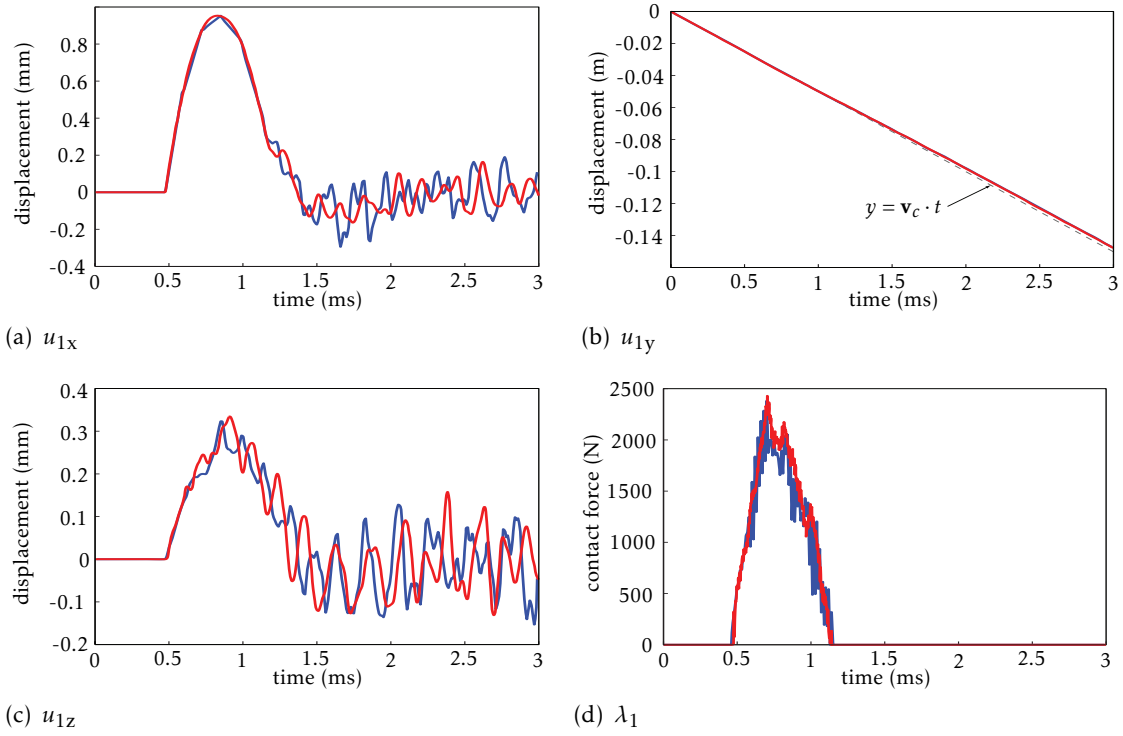 0.8
0.6
0.4
0.2
0
-0.2
-0.4
displacement (mm)
0 0.5 1 1.5 2 2.5 3
time (ms)
(a) u1x
0
-0.02
-0.04
-0.06
-0.08
-0.1
-0.12
-0.14
displacement (m)
y = vc · t
0 0.5 1 1.5 2 2.5 3
time (ms)
(b) u1y
0.4
0.3
0.2
0.1
0
-0.1
-0.2
displacement (mm)
0 0.5 1 1.5 2 2.5 3
time (ms)
(c) u1z
2500
2000
1500
1000
500
0
contact force (N)
0 0.5 1 1.5 2 2.5 3
time (ms)
(d) λ1